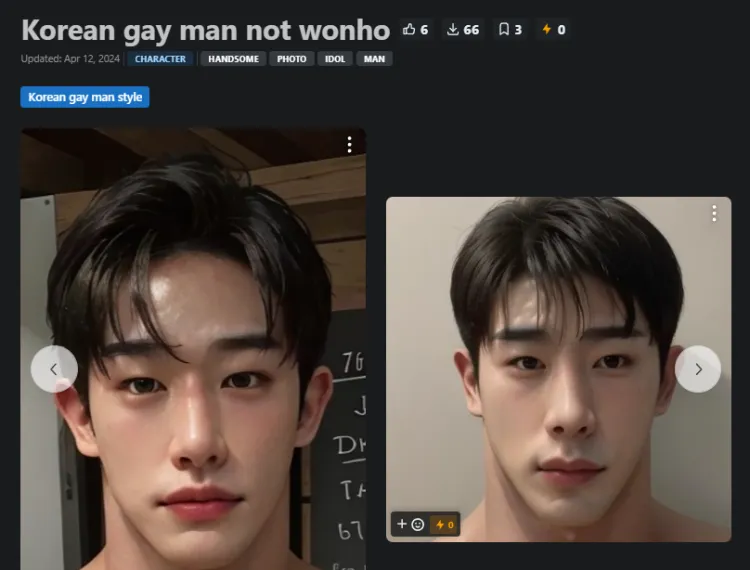 Korean gay man not wonho 6 66 3 0
Updated: Apr 12, 2024 CHARACTER HANDSOME PHOTO IDOL MAN
Korean gay man style
76
J
TA
67
0